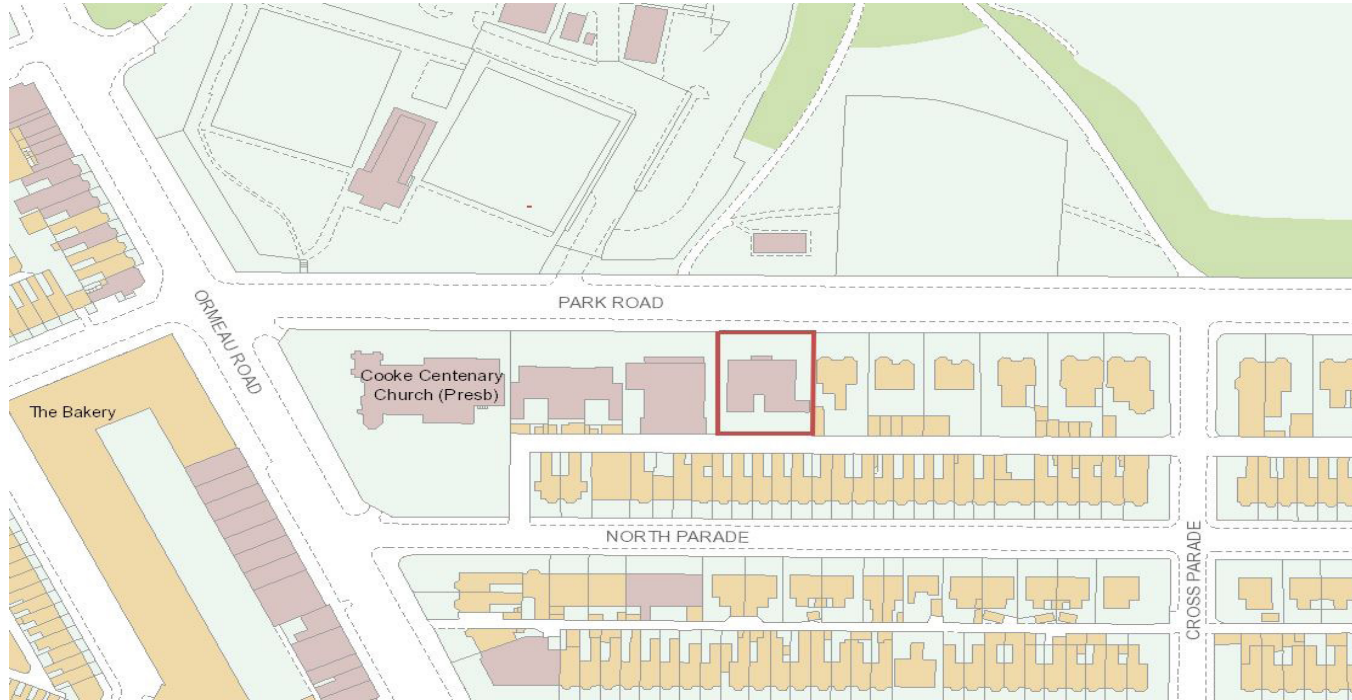 PARK ROAD
ORMEAU ROAD
Cooke Centenary
Church (Presb)
The Bakery
NORTH PARADE
CROSS PARADE